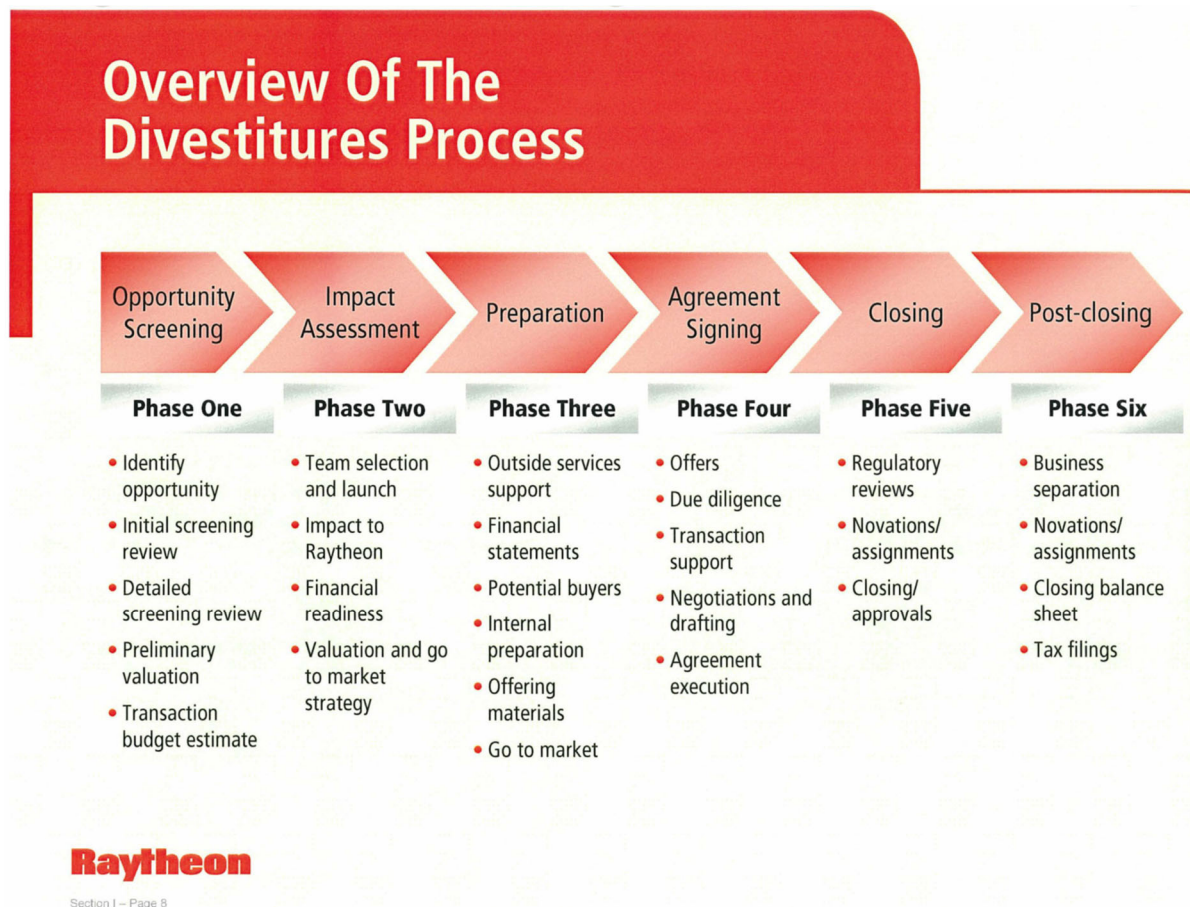 Overview Of The
Divestitures Process
Opportunity
Screening
Impact
Assessment
Preparation
Agreement
Signing
Closing
Post-closing
Phase One
• Identify
opportunity
• Initial screening
review
• Detailed
screening review
• Preliminary
valuation
• Transaction
budget estimate
Phase Two
• Team selection
and launch
• Impact to
Raytheon
• Financial
readiness
• Valuation and go
to market
strategy
Phase Three
• Outside services
support
• Financial
statements
• Potential buyers
• Internal
preparation
• Offering
materials
• Go to market
Phase Four
• Offers
• Due diligence
• Transaction
support
• Negotiations and
drafting
• Agreement
execution
Phase Five
• Regulatory
reviews
• Novations/
assignments
• Closing/
approvals
Phase Six
• Business
separation
• Novations/
assignments
• Closing balance
sheet
• Tax filings
Raytheon
Section I – Page 8